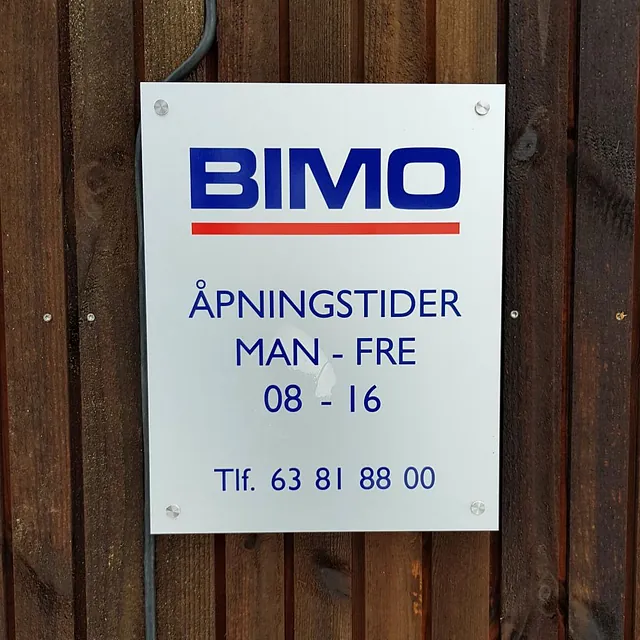 BIMO
ÅPNINGSTIDER
MAN - FRE
08 - 16
Tlf. 63 81 88 00